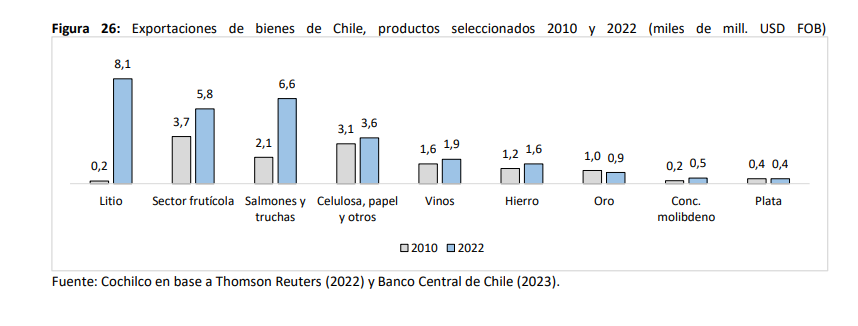 Figura 26: Exportaciones de bienes de Chile, productos seleccionados 2010 y 2022 (miles de mill. USD FOB)
8,1
6,6
5,8
3,7
3,1 3,6
2,1
1,6 1,9
1,2 1,6
1,0 0,9
0,2
0,2 0,5
0,4 0,4
Litio
Sector frutícola
Salmones y
truchas
Celulosa, papel
y otros
Vinos
Hierro
Oro
Conc.
molibdeno
Plata
2010 2022
Fuente: Cochilco en base a Thomson Reuters (2022) y Banco Central de Chile (2023).